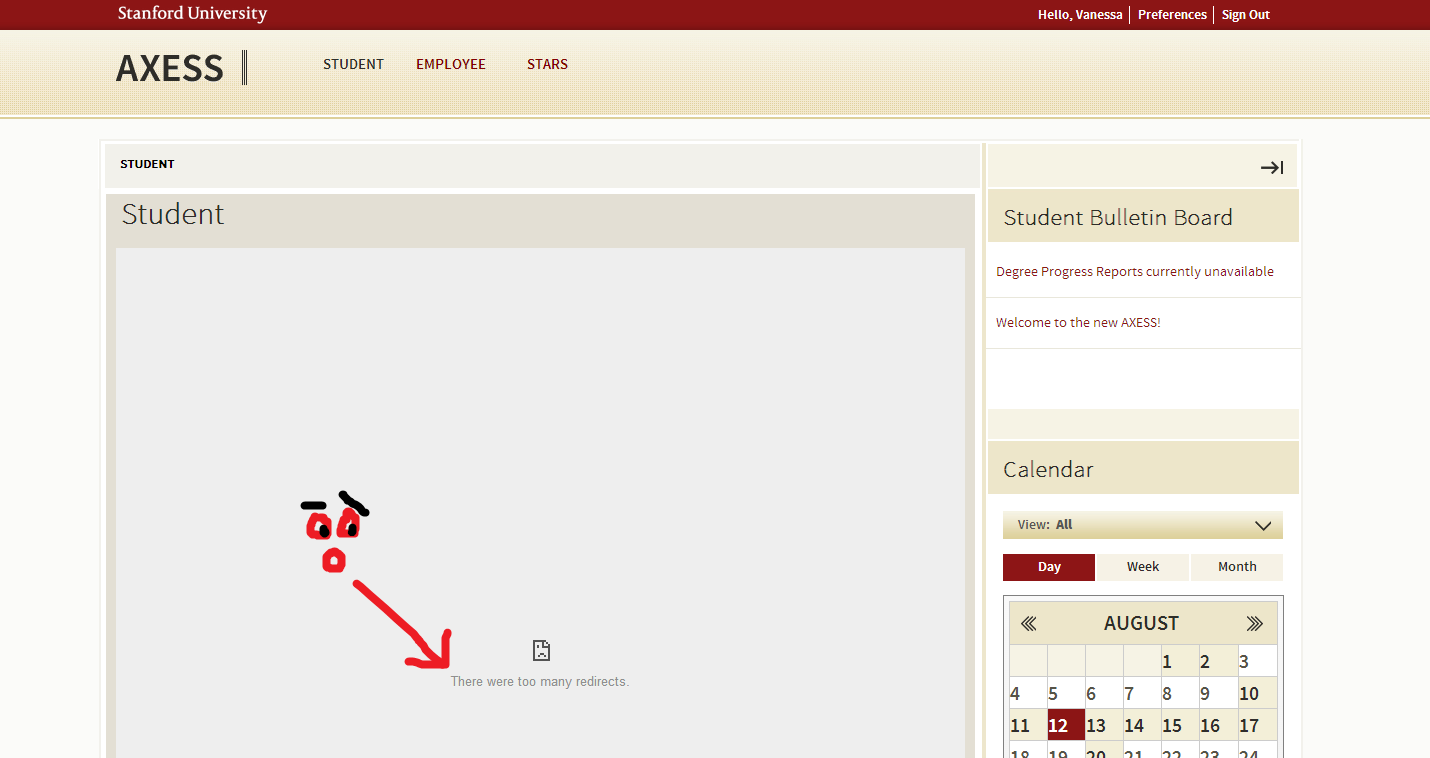 Stanford University
Hello, Vanessa Preferences Sign Out
AXESS STUDENT EMPLOYEE STARS
STUDENT
Student
There were too many redirects.
Student Bulletin Board
Degree Progress Reports currently unavailable
Welcome to the new AXESS!
Calendar
View: All
Day Week Month
AUGUST
1 2 3
4 5 6 7 8 9 10
11 12 13 14 15 16 17
18 19 20 21 22 23 24